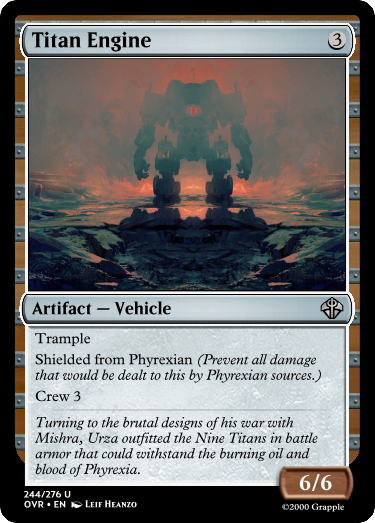 Titan Engine 3
Artifact — Vehicle
Trample
Shielded from Phyrexian (Prevent all damage
that would be dealt to this by Phyrexian sources.)
Crew 3
Turning to the brutal designs of his war with
Mishra, Urza outfitted the Nine Titans in battle
armor that could withstand the burning oil and
blood of Phyrexia.
6/6
244/276 U
OVR • EN Leif Heanzo
©2000 Grapple